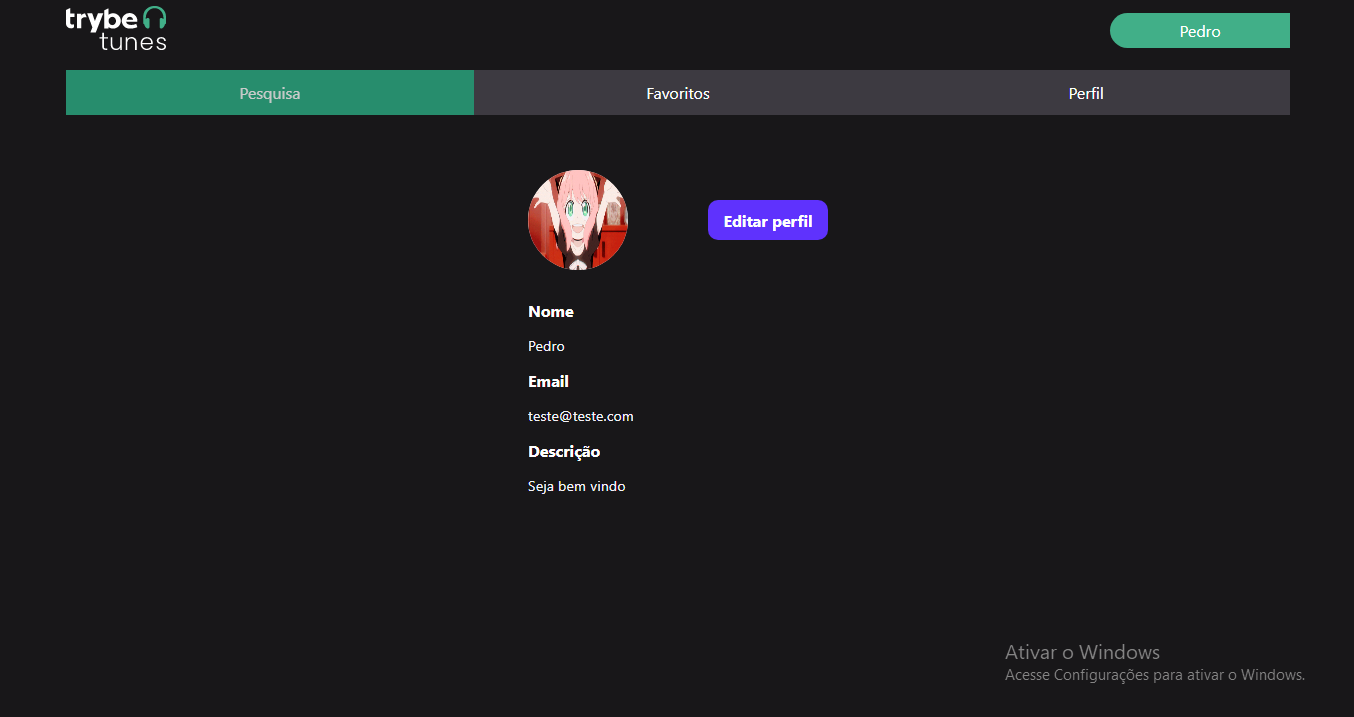 trybe
tunes
Pedro
Pesquisa
Favoritos
Perfil
Editar perfil
Nome
Pedro
Email
teste@teste.com
Descrição
Seja bem vindo
Ativar o Windows
Acesse Configurações para ativar o Windows.